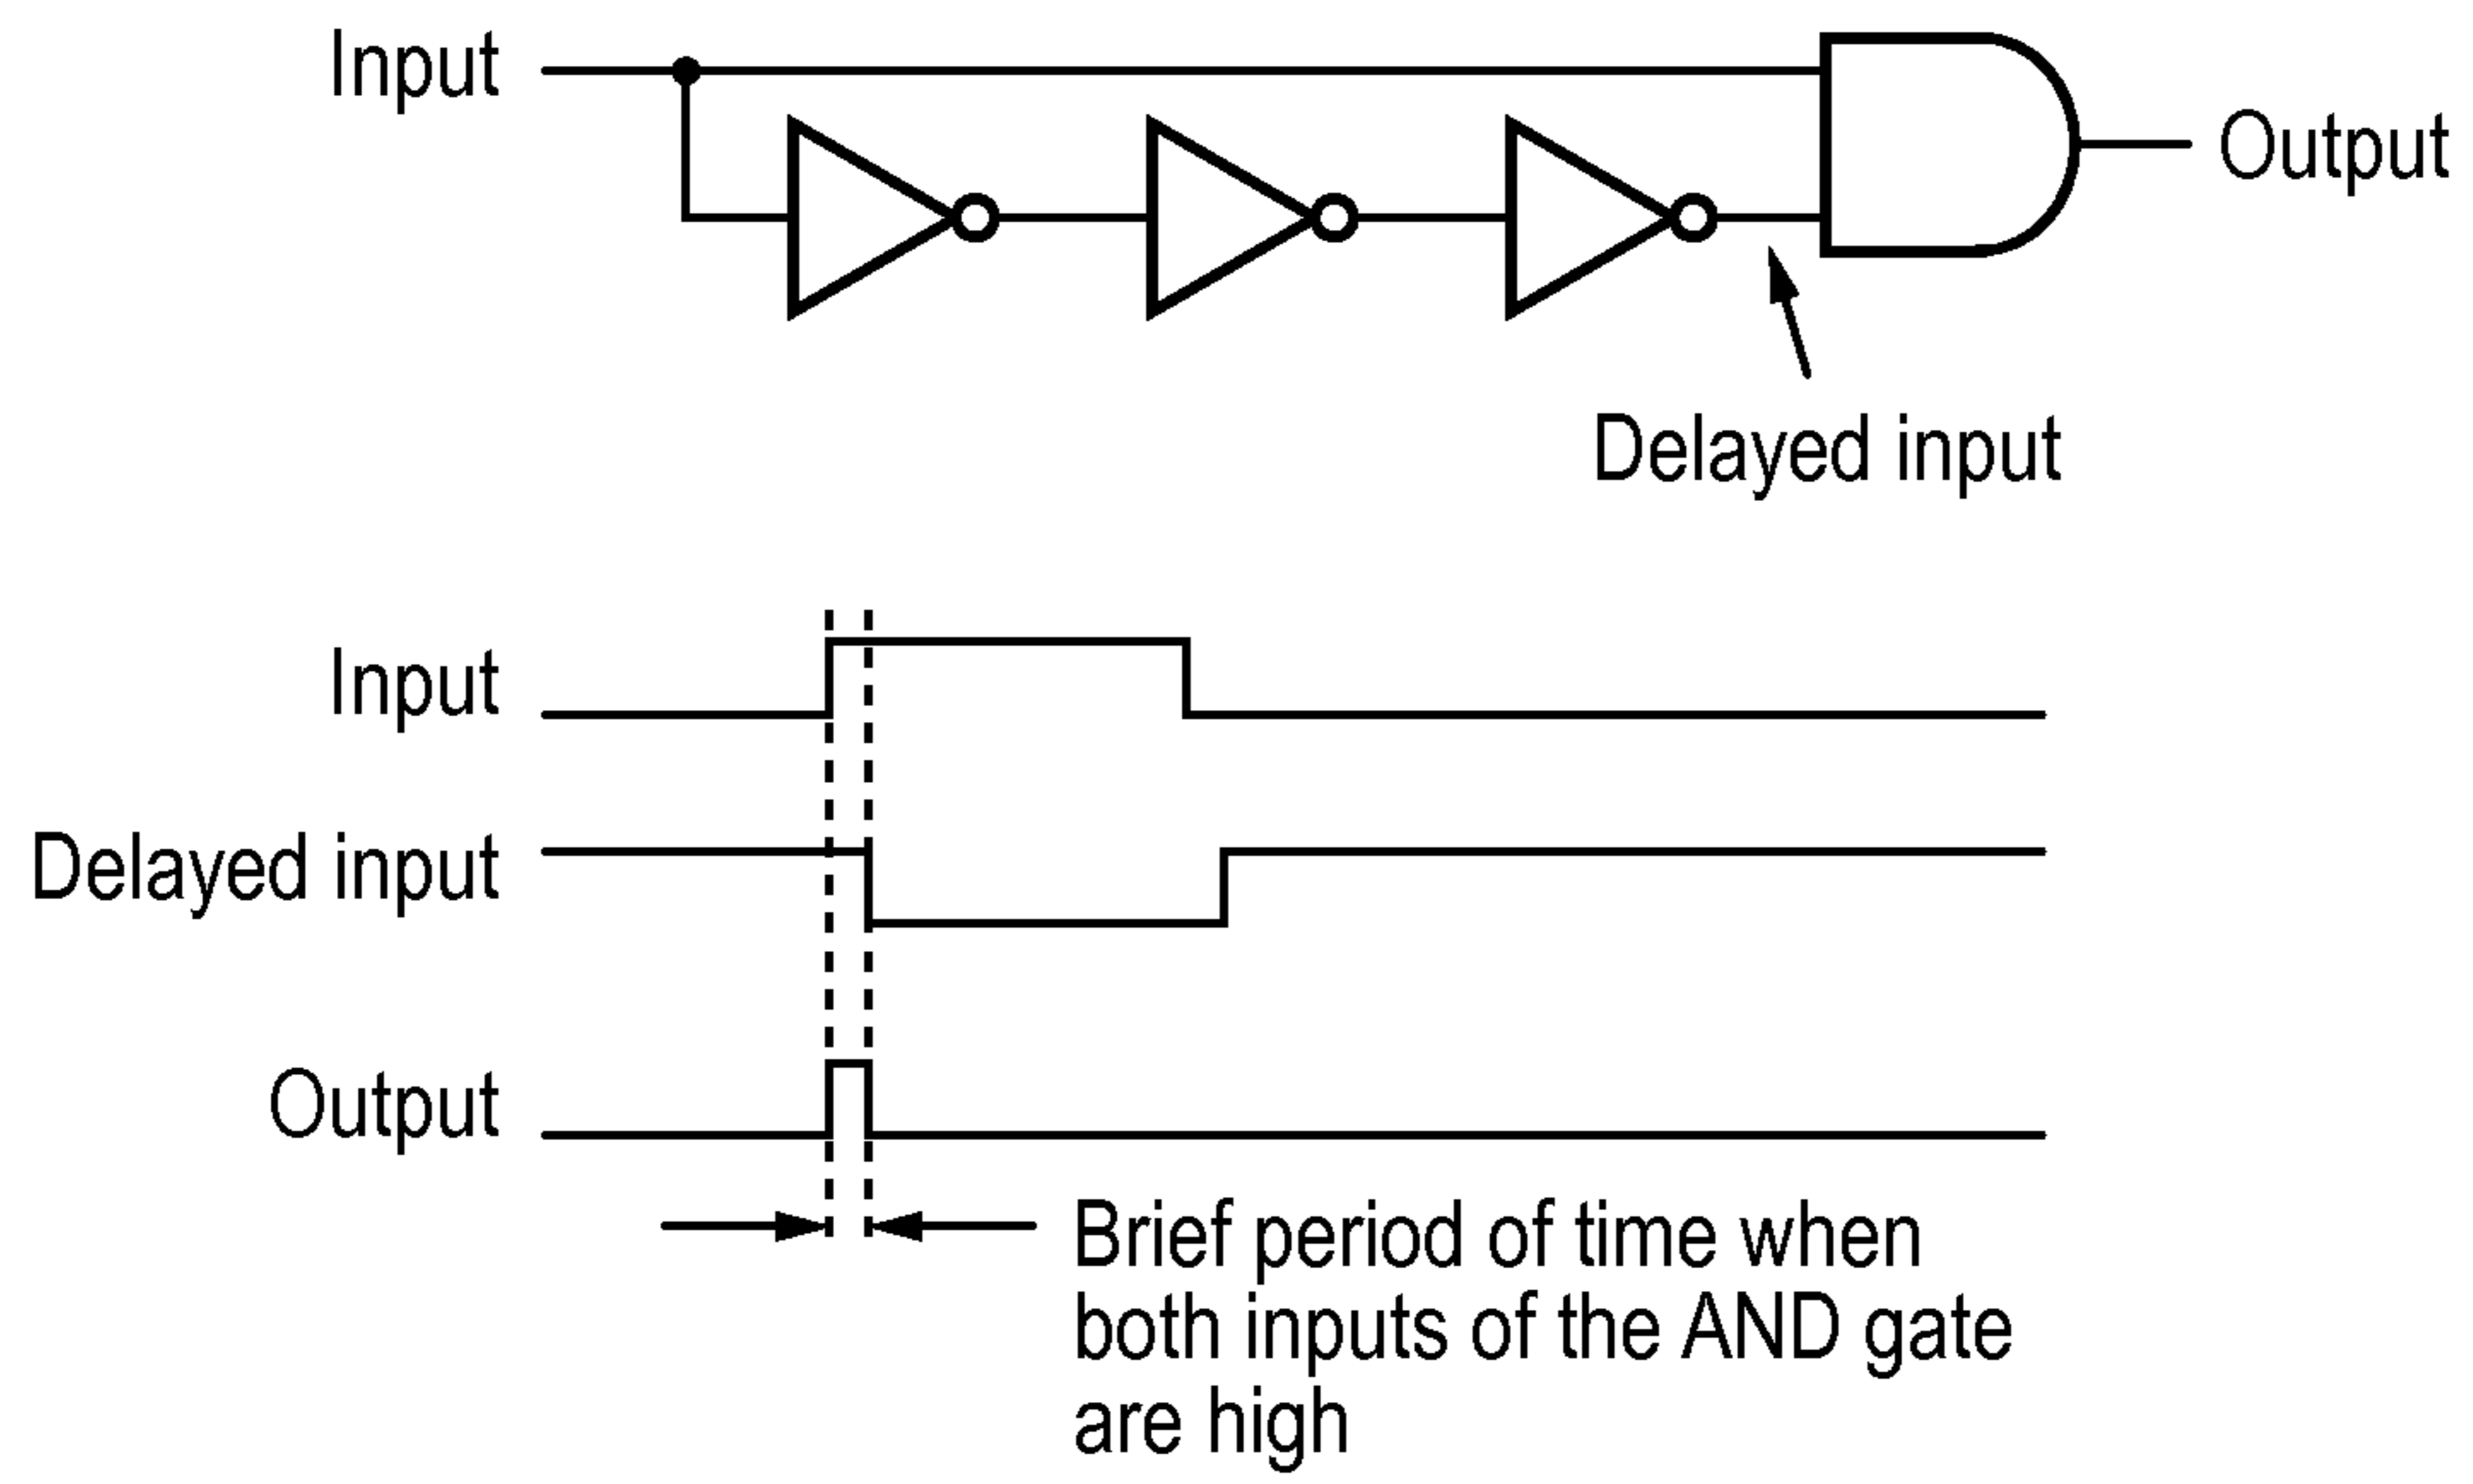 Input
Output
Delayed input
Input
Delayed input
Output
Brief period of time when
both inputs of the AND gate
are high